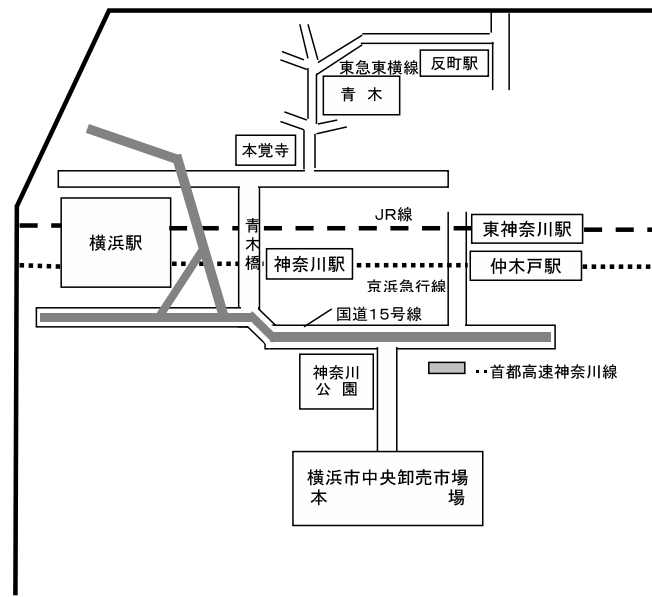 反町駅
東急東横線
青 木
本覚寺
JR線
青木橋
横浜駅
東神奈川駅
神奈川駅
仲木戸駅
京浜急行線
国道15号線
神奈川
公 園
‥首都高速神奈川線
横浜市中央卸売市場
本 場